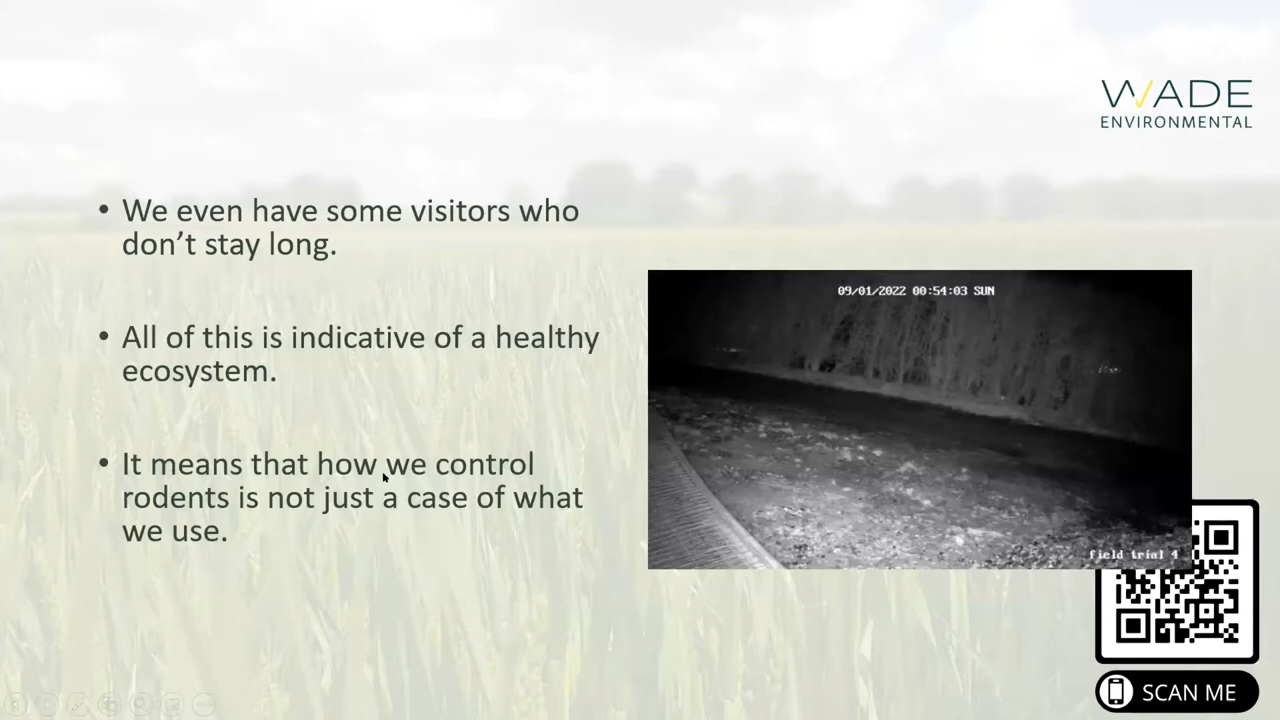 WADE
ENVIRONMENTAL
• We even have some visitors who
don’t stay long.
• All of this is indicative of a healthy
ecosystem.
• It means that how we control
rodents is not just a case of what
we use.
09/01/2022 00:54:03 SUN
field trial 4
SCAN ME